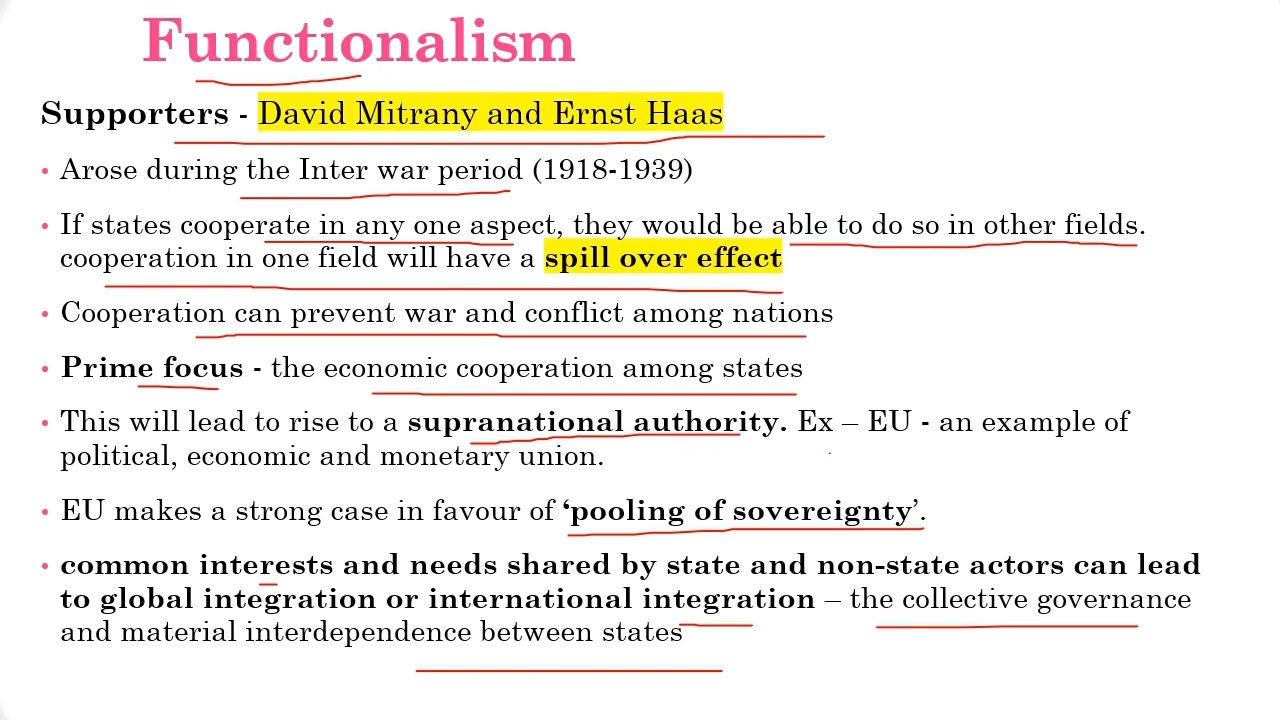 Functionalism
Supporters - David Mitrany and Ernst Haas
• Arose during the Inter war period (1918-1939)
• If states cooperate in any one aspect, they would be able to do so in other fields.
cooperation in one field will have a spill over effect
• Cooperation can prevent war and conflict among nations
• Prime focus - the economic cooperation among states
• This will lead to rise to a supranational authority. Ex – EU - an example of
political, economic and monetary union.
• EU makes a strong case in favour of ‘pooling of sovereignty’.
• common interests and needs shared by state and non-state actors can lead
to global integration or international integration – the collective governance
and material interdependence between states